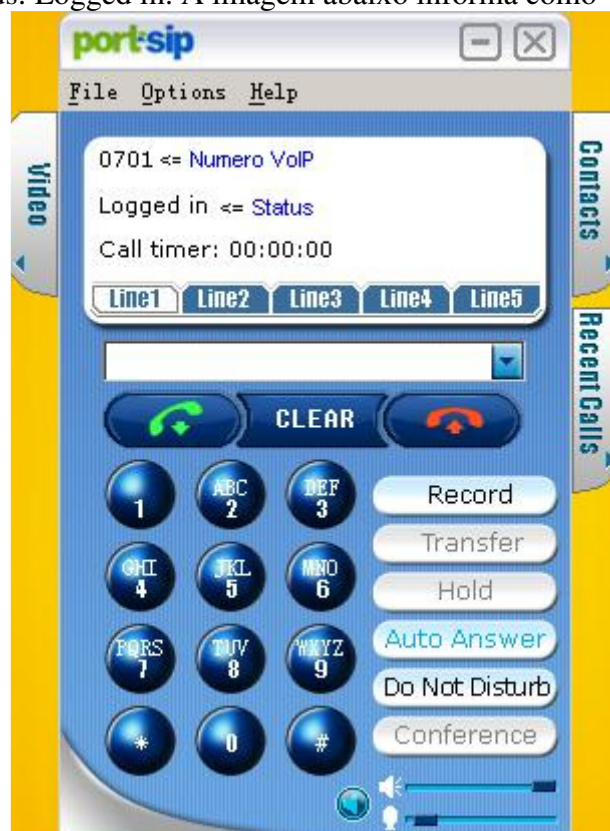 us: Logged in. A imagem abaixo informa como
port:sip
File Options Help
0701 <= Numero VoIP
Logged in <= Status
Call timer: 00:00:00
Line1 Line2 Line3 Line4 Line5
Video
Contacts
Recent Calls
CLEAR
1
ABC 2
DEF 3
Record
Transfer
GHI 4
JKL 5
MNO 6
Hold
Auto Answer
PQRS 7
TUV 8
WXYZ 9
Do Not Disturb
* 0 #
Conference